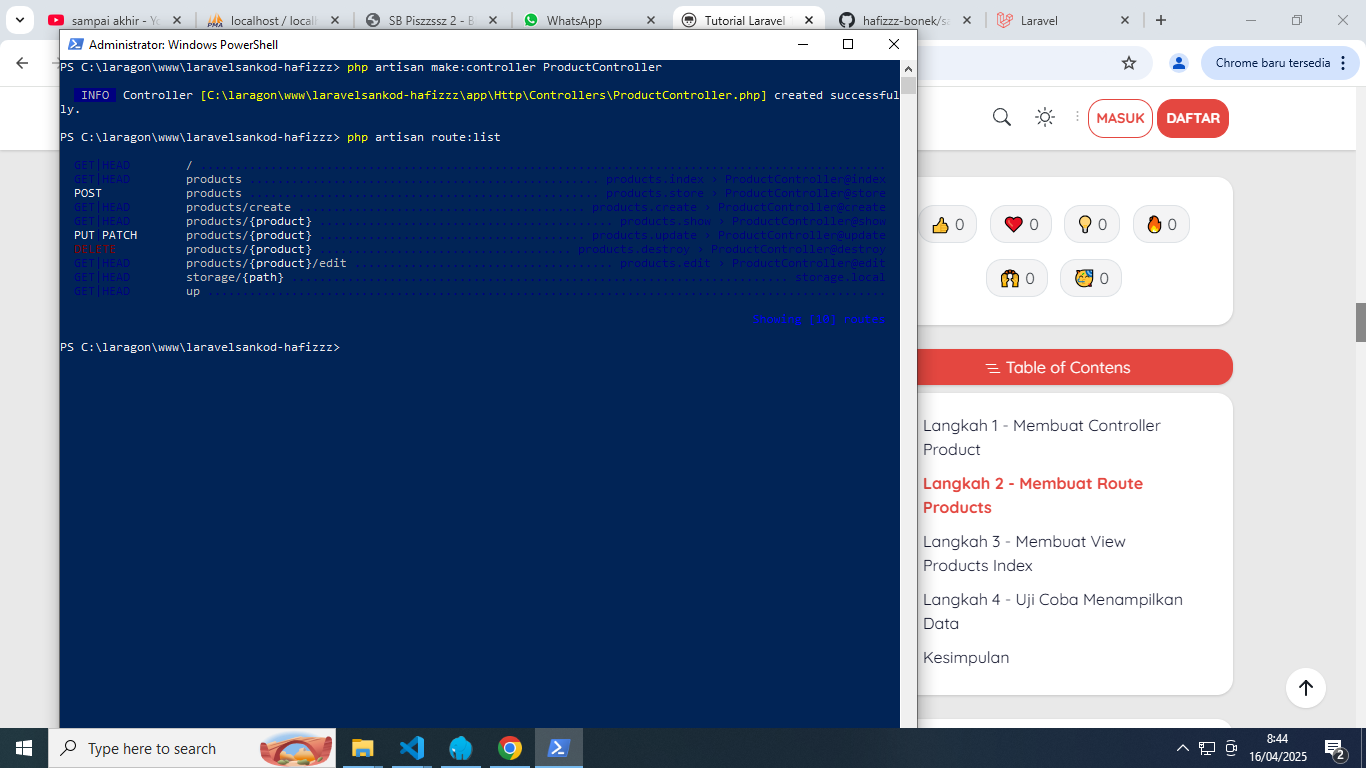 sampai akhir - Yo
localhost / localh
SB Piszzssz 2 - B
WhatsApp
Tutorial Laravel
hafizzz-bonek/sa
Laravel
Administrator: Windows PowerShell
Chrome baru tersedia
PS C:\laragon\www\laravelsankod-hafizzz> php artisan make:controller ProductController
INFO Controller [C:\laragon\www\laravelsankod-hafizzz\app\Http\Controllers\ProductController.php] created successful
ly.
PS C:\laragon\www\laravelsankod-hafizzz> php artisan route:list
GET|HEAD /
GET|HEAD products products.index › ProductController@index
POST products products.store › ProductController@store
GET|HEAD products/create products.create › ProductController@create
GET|HEAD products/{product} products.show › ProductController@show
PUT|PATCH products/{product} products.update › ProductController@update
DELETE products/{product} products.destroy › ProductController@destroy
GET|HEAD products/{product}/edit products.edit › ProductController@edit
GET|HEAD storage/{path} storage.local
GET|HEAD up
Showing [10] routes
PS C:\laragon\www\laravelsankod-hafizzz>
MASUK DAFTAR
0 0 0 0
0 0
Table of Contens
Langkah 1 - Membuat Controller
Product
Langkah 2 - Membuat Route
Products
Langkah 3 - Membuat View
Products Index
Langkah 4 - Uji Coba Menampilkan
Data
Kesimpulan
Type here to search
8:44
16/04/2025
2